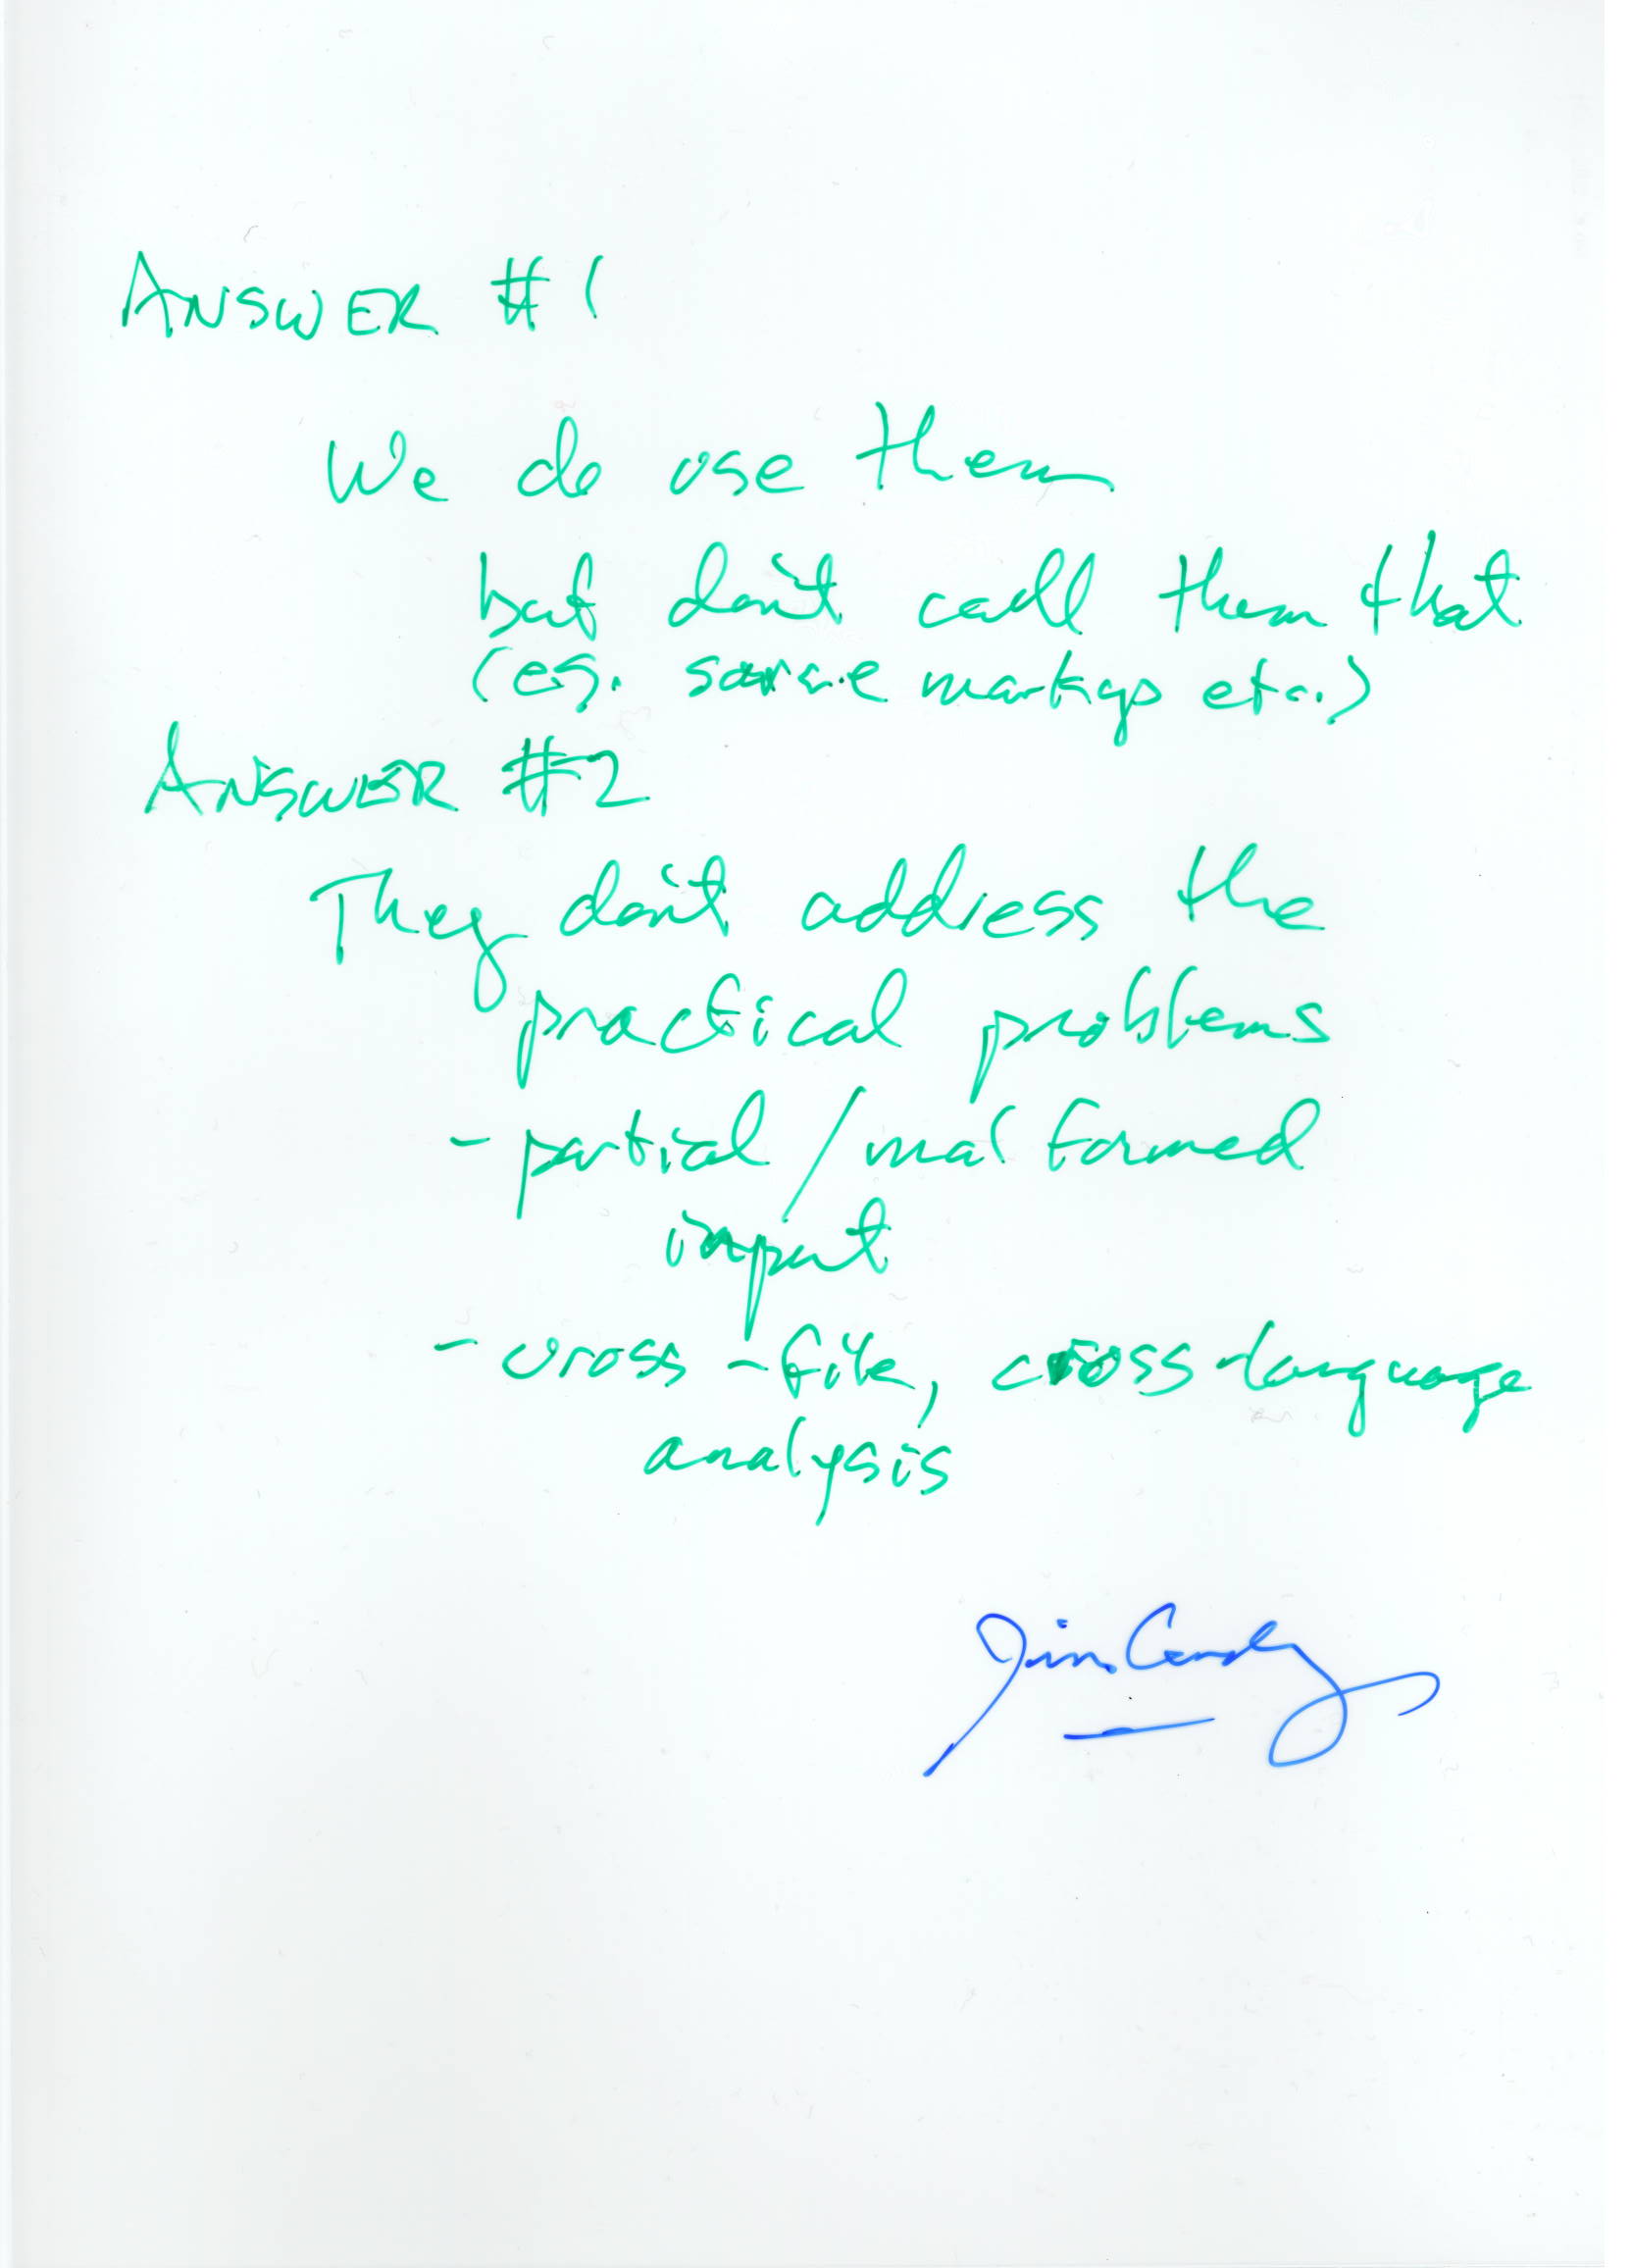 ANSWER #1
We do use them
but don't call them that
(eg. source markup etc.)
ANSWER #2
They don't address the
practical problems
- partial / malformed
input
- cross-file, cross-language
analysis
Jim Cordy